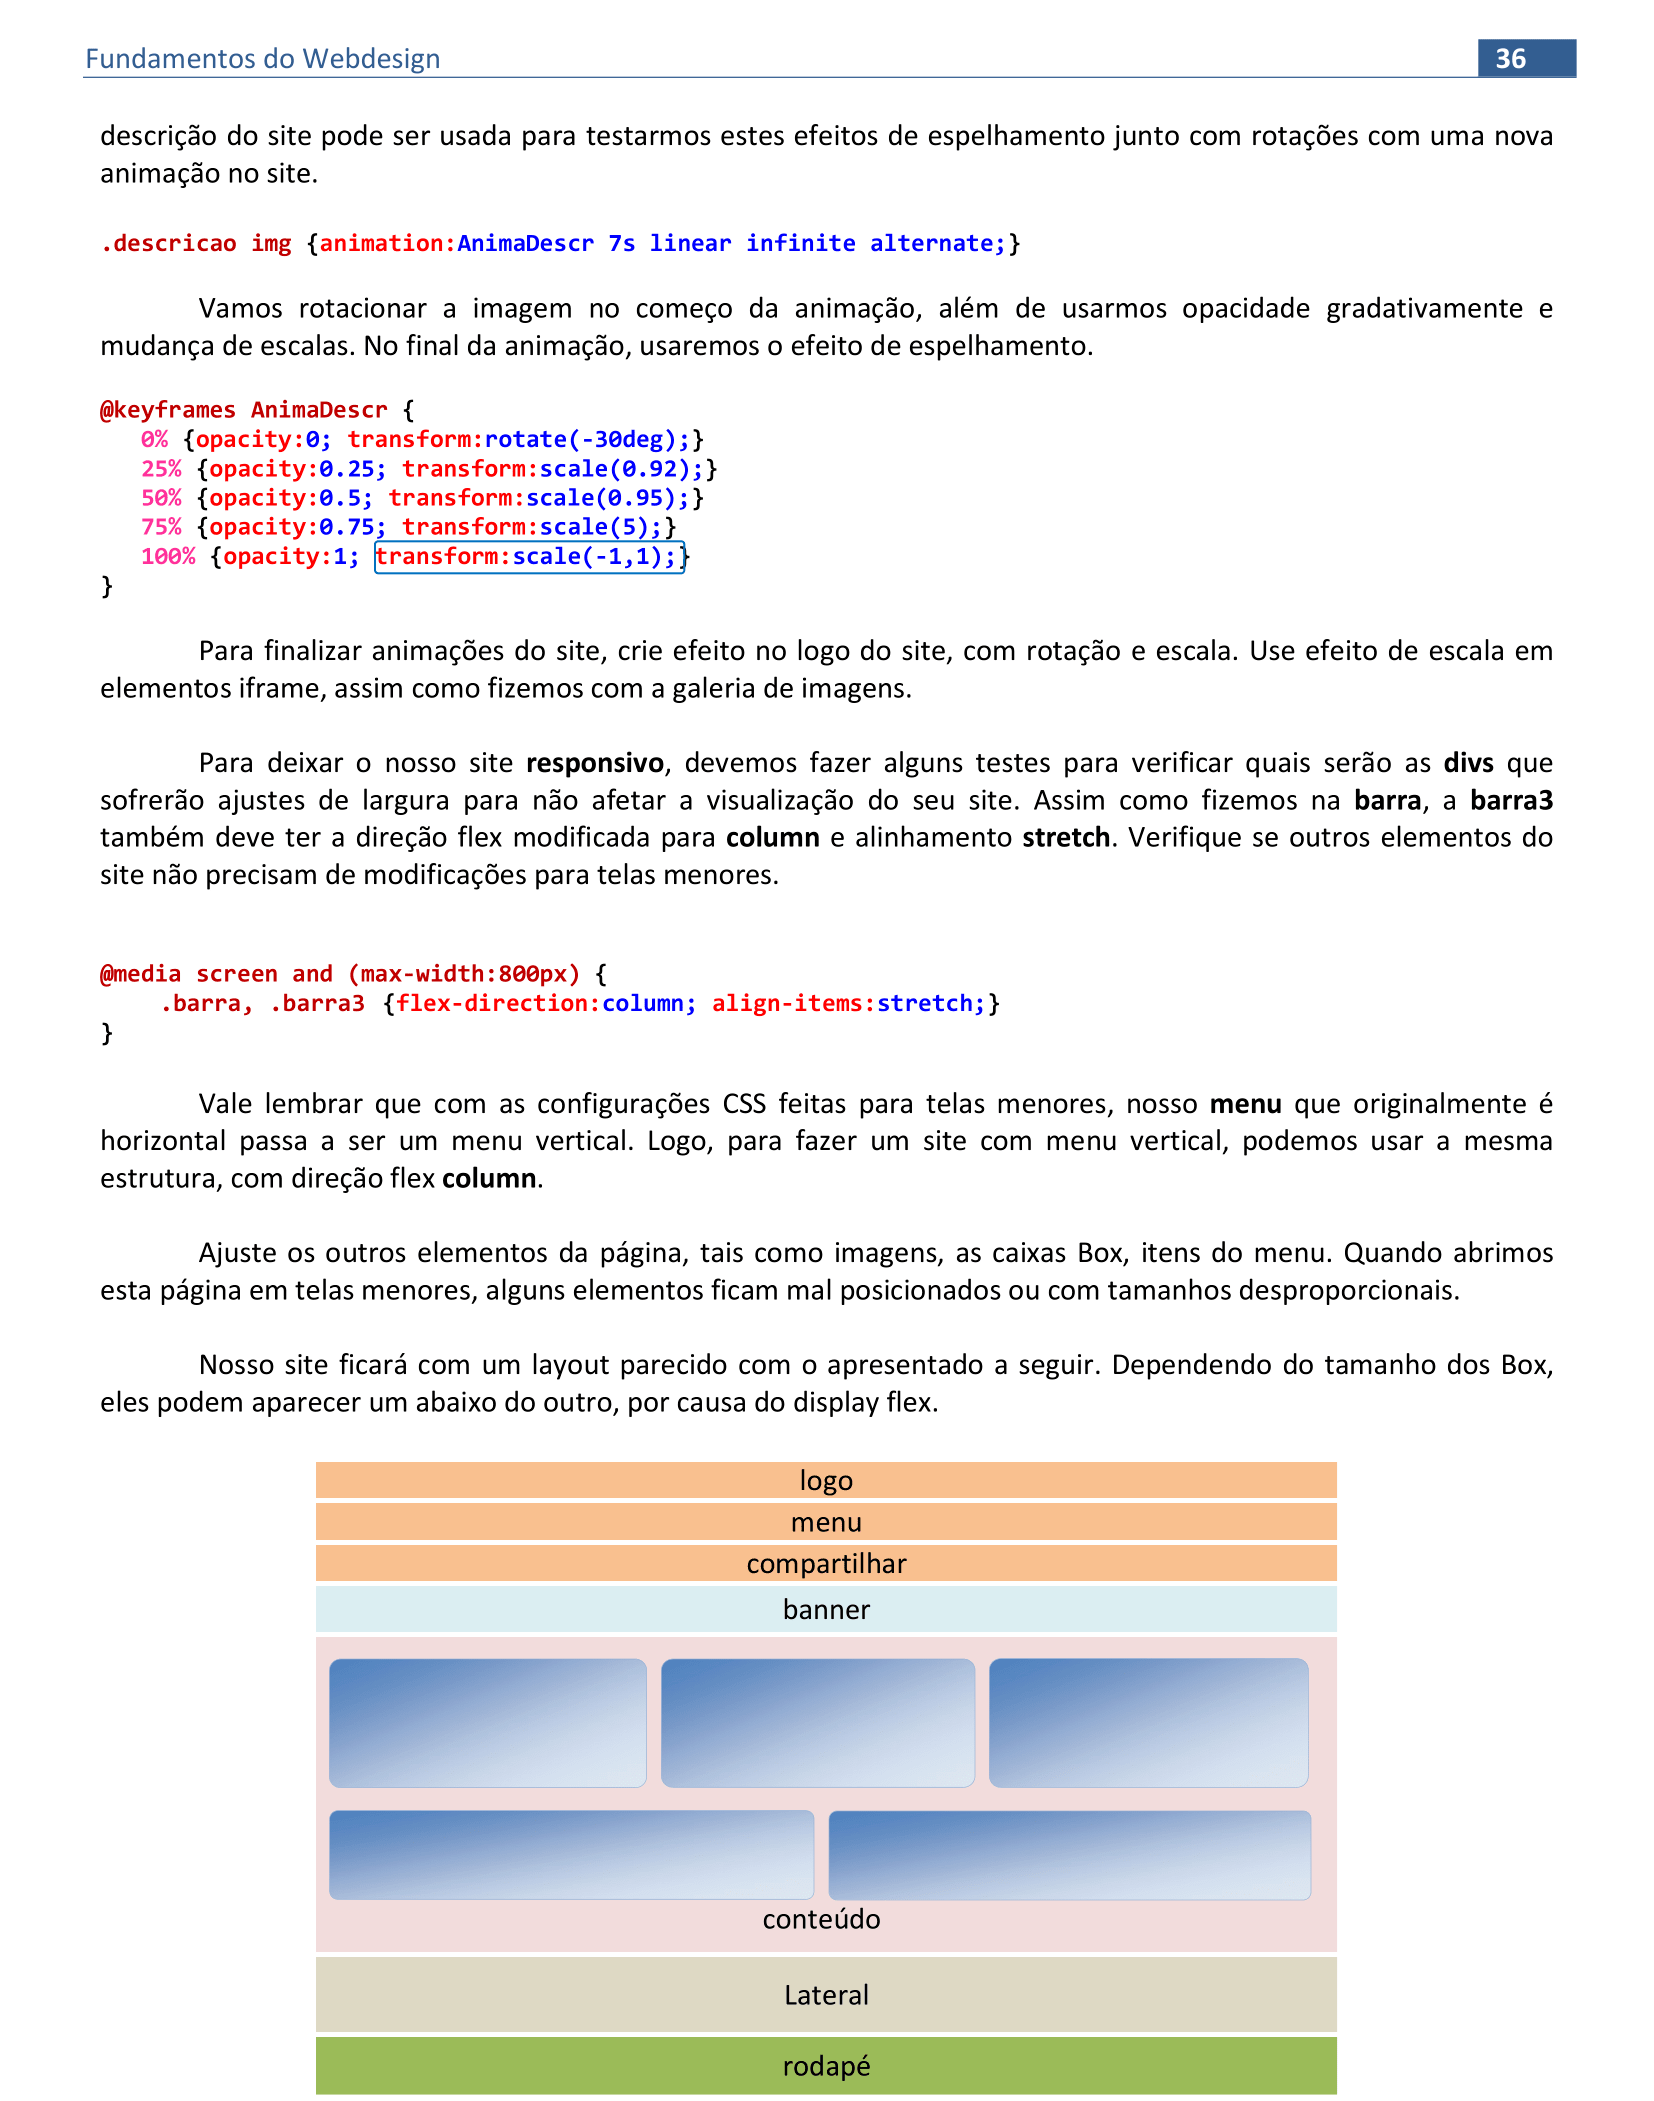 Fundamentos do Webdesign 36
descrição do site pode ser usada para testarmos estes efeitos de espelhamento junto com rotações com uma nova
animação no site.
.descricao img {animation:AnimaDescr 7s linear infinite alternate;}
Vamos rotacionar a imagem no começo da animação, além de usarmos opacidade gradativamente e
mudança de escalas. No final da animação, usaremos o efeito de espelhamento.
@keyframes AnimaDescr {
0% {opacity:0; transform:rotate(-30deg);}
25% {opacity:0.25; transform:scale(0.92);}
50% {opacity:0.5; transform:scale(0.95);}
75% {opacity:0.75; transform:scale(5);}
100% {opacity:1; transform:scale(-1,1);}
}
Para finalizar animações do site, crie efeito no logo do site, com rotação e escala. Use efeito de escala em
elementos iframe, assim como fizemos com a galeria de imagens.
Para deixar o nosso site responsivo, devemos fazer alguns testes para verificar quais serão as divs que
sofrerão ajustes de largura para não afetar a visualização do seu site. Assim como fizemos na barra, a barra3
também deve ter a direção flex modificada para column e alinhamento stretch. Verifique se outros elementos do
site não precisam de modificações para telas menores.
@media screen and (max-width:800px) {
.barra, .barra3 {flex-direction:column; align-items:stretch;}
}
Vale lembrar que com as configurações CSS feitas para telas menores, nosso menu que originalmente é
horizontal passa a ser um menu vertical. Logo, para fazer um site com menu vertical, podemos usar a mesma
estrutura, com direção flex column.
Ajuste os outros elementos da página, tais como imagens, as caixas Box, itens do menu. Quando abrimos
esta página em telas menores, alguns elementos ficam mal posicionados ou com tamanhos desproporcionais.
Nosso site ficará com um layout parecido com o apresentado a seguir. Dependendo do tamanho dos Box,
eles podem aparecer um abaixo do outro, por causa do display flex.
logo
menu
compartilhar
banner
conteúdo
Lateral
rodapé